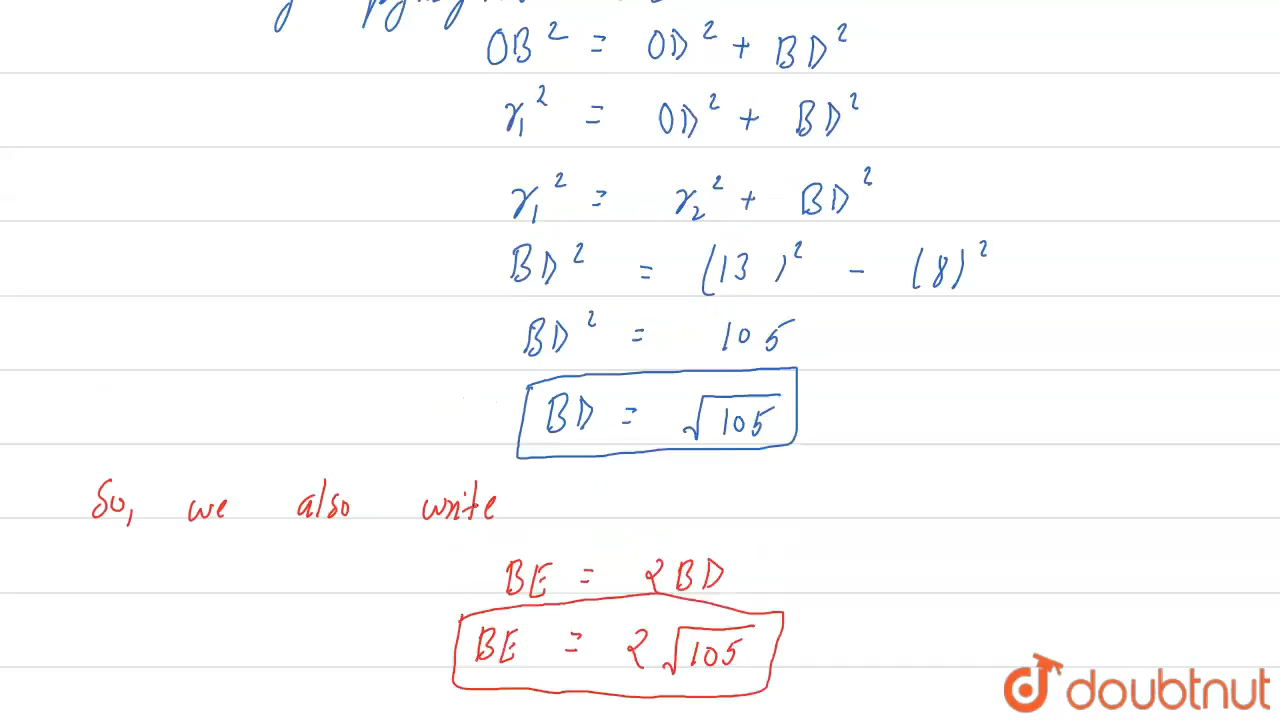 OB² = OD² + BD²
r₁² = OD² + BD²
r₁² = r₂² + BD²
BD² = (13)² - (8)²
BD² = 105
BD = √105
So, we also write
BE = 2BD
BE = 2√105
doubtnut